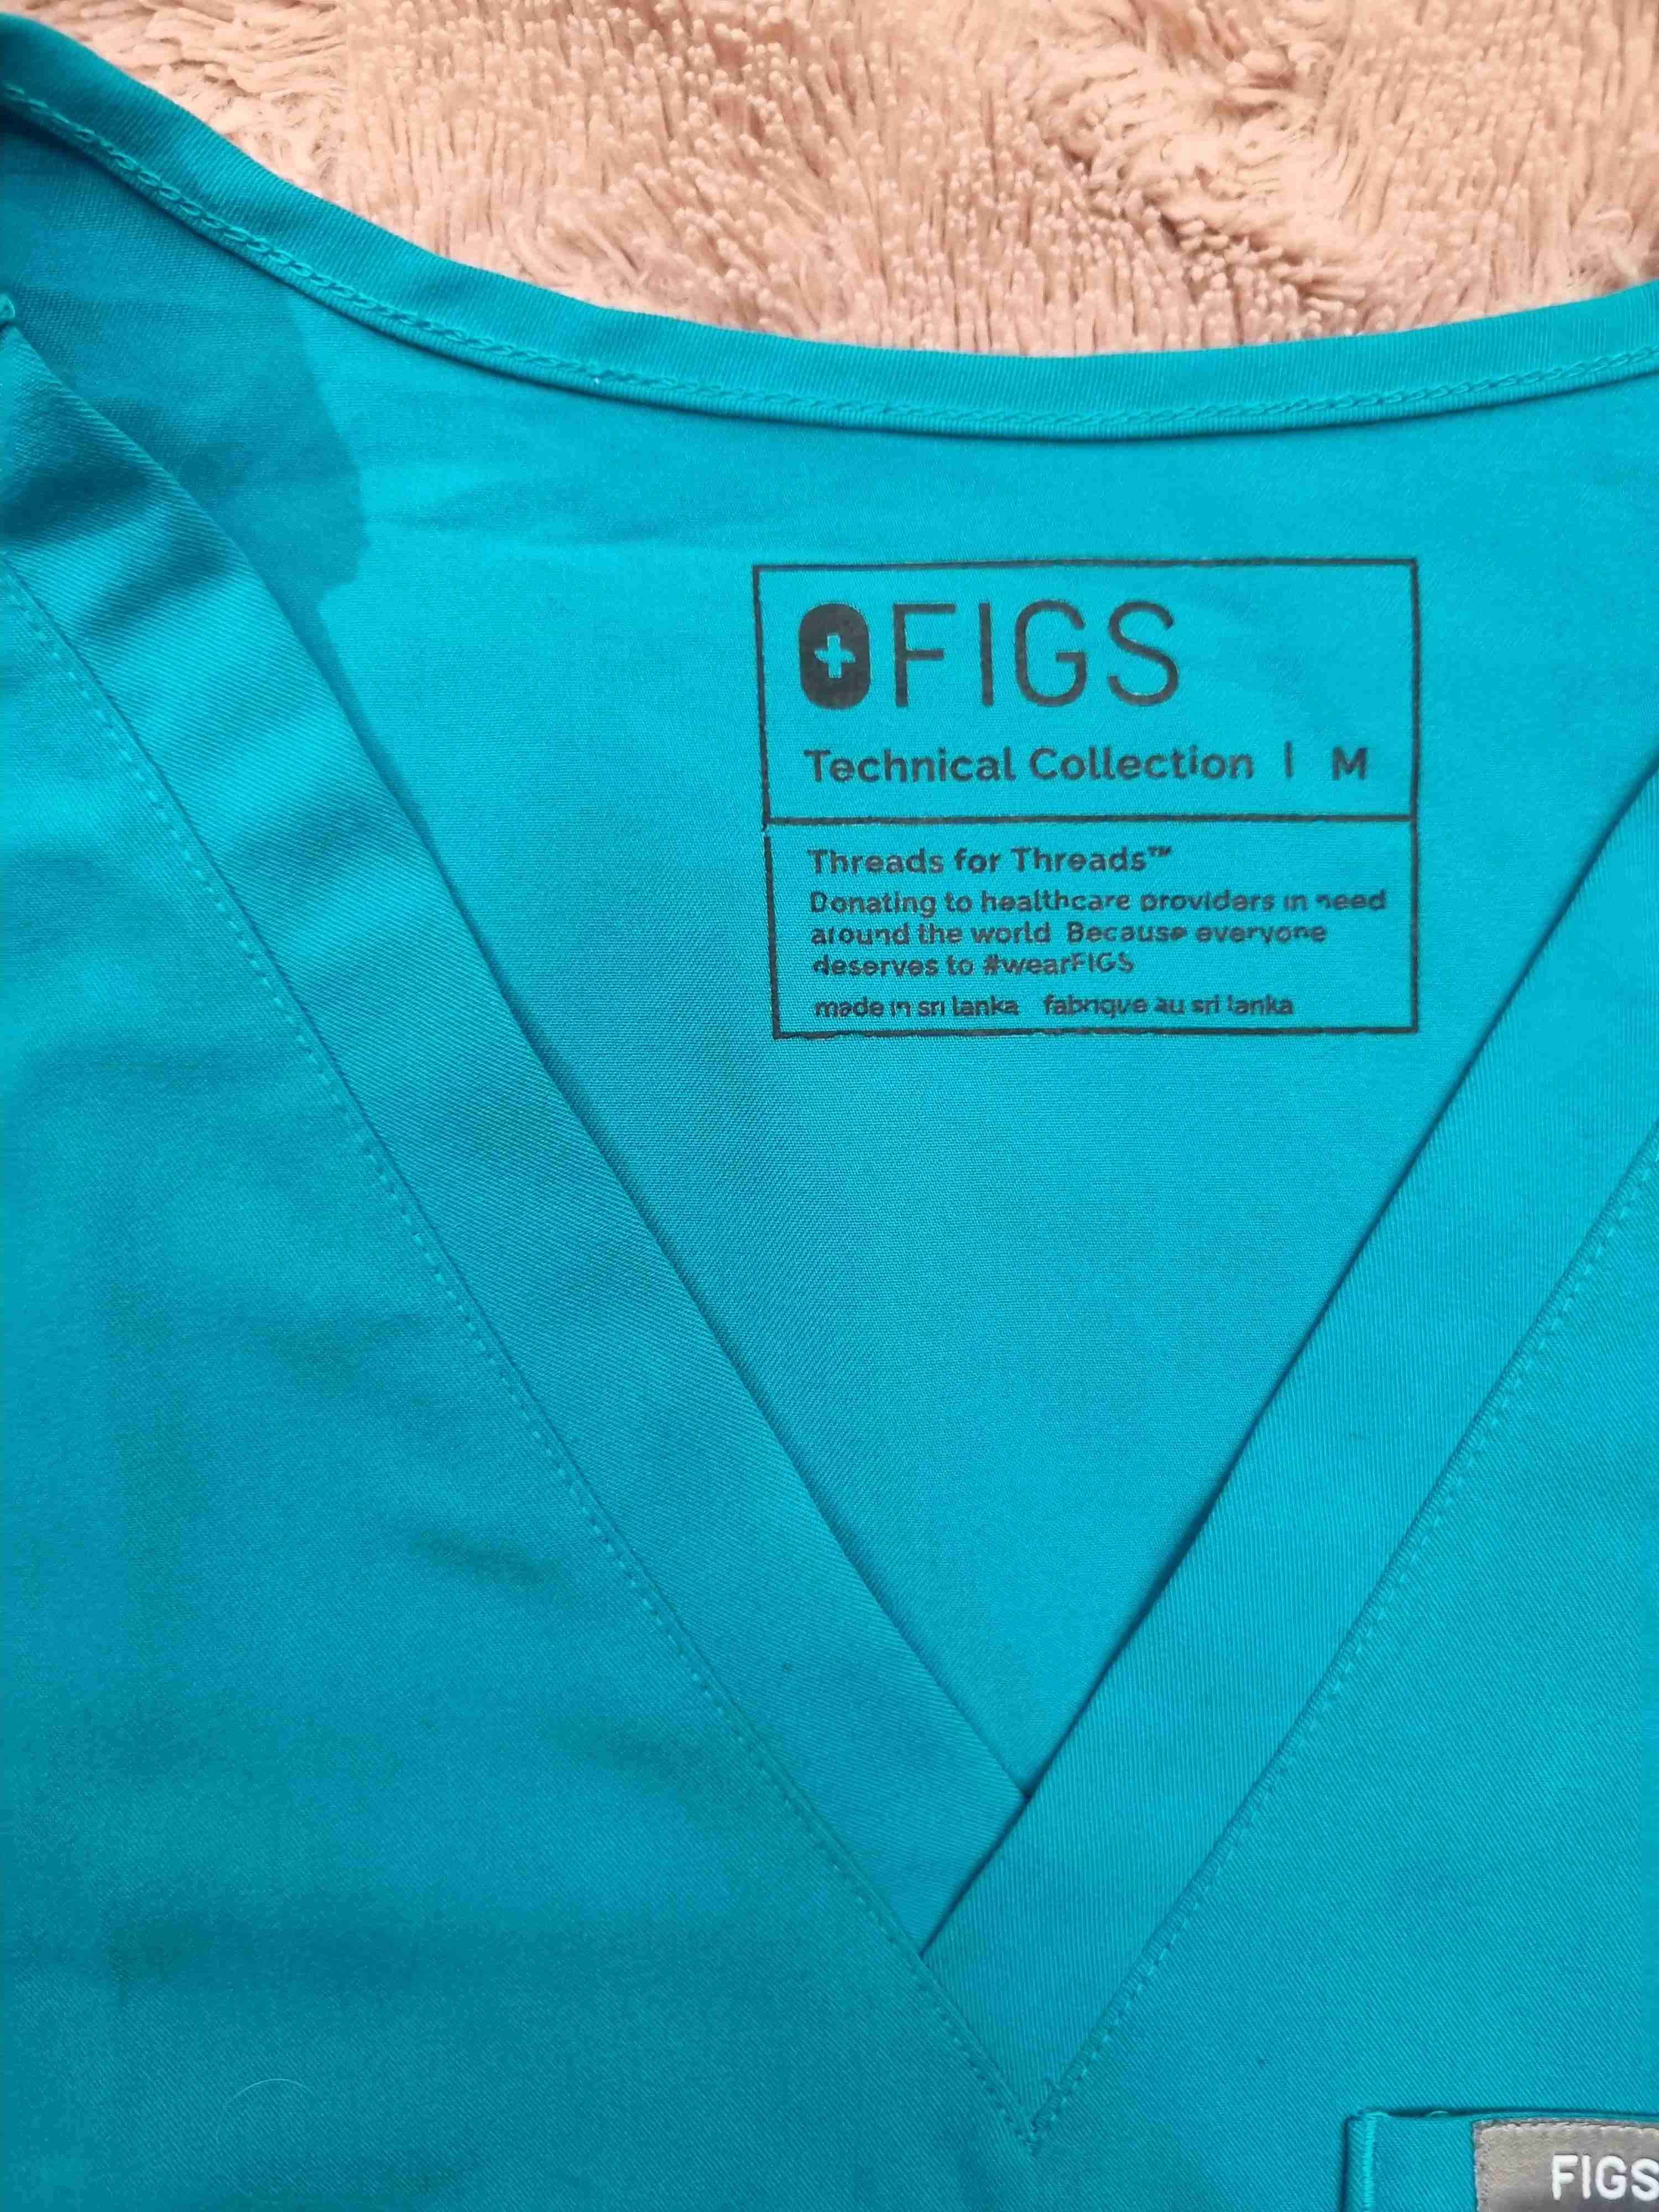 FIGS
Technical Collection | M
Threads for Threads™
Donating to healthcare providers in need
around the world Because everyone
deserves to #wearFIGS
made in sri lanka fabrique au sri lanka
FIGS